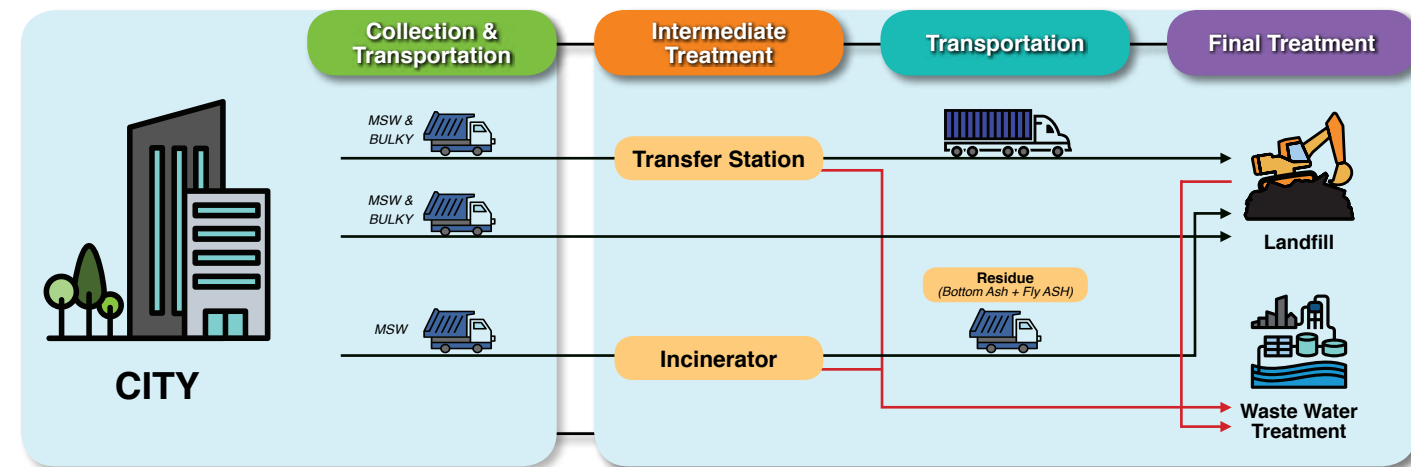 Collection &
Transportation
Intermediate
Treatment
Transportation
Final Treatment
MSW &
BULKY
Transfer Station
MSW &
BULKY
Landfill
Residue
(Bottom Ash + Fly ASH)
MSW
Incinerator
CITY
Waste Water
Treatment